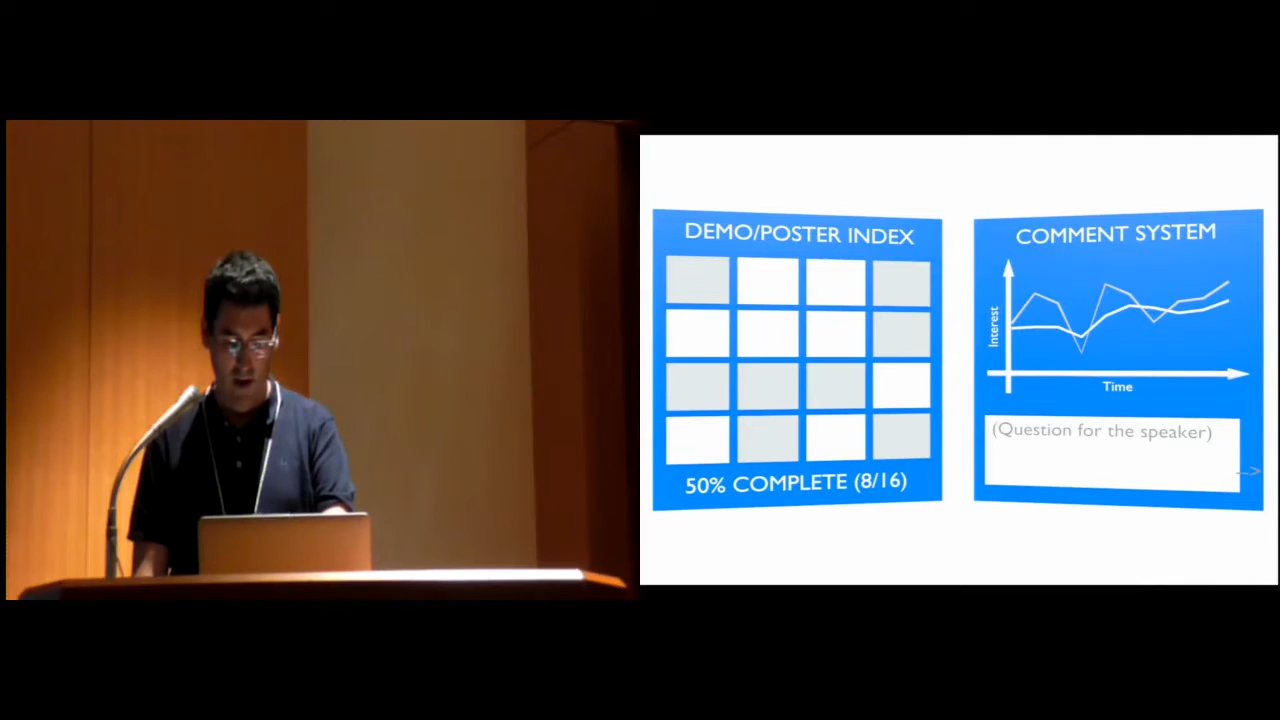 DEMO/POSTER INDEX
50% COMPLETE (8/16)
COMMENT SYSTEM
Interest
Time
(Question for the speaker)